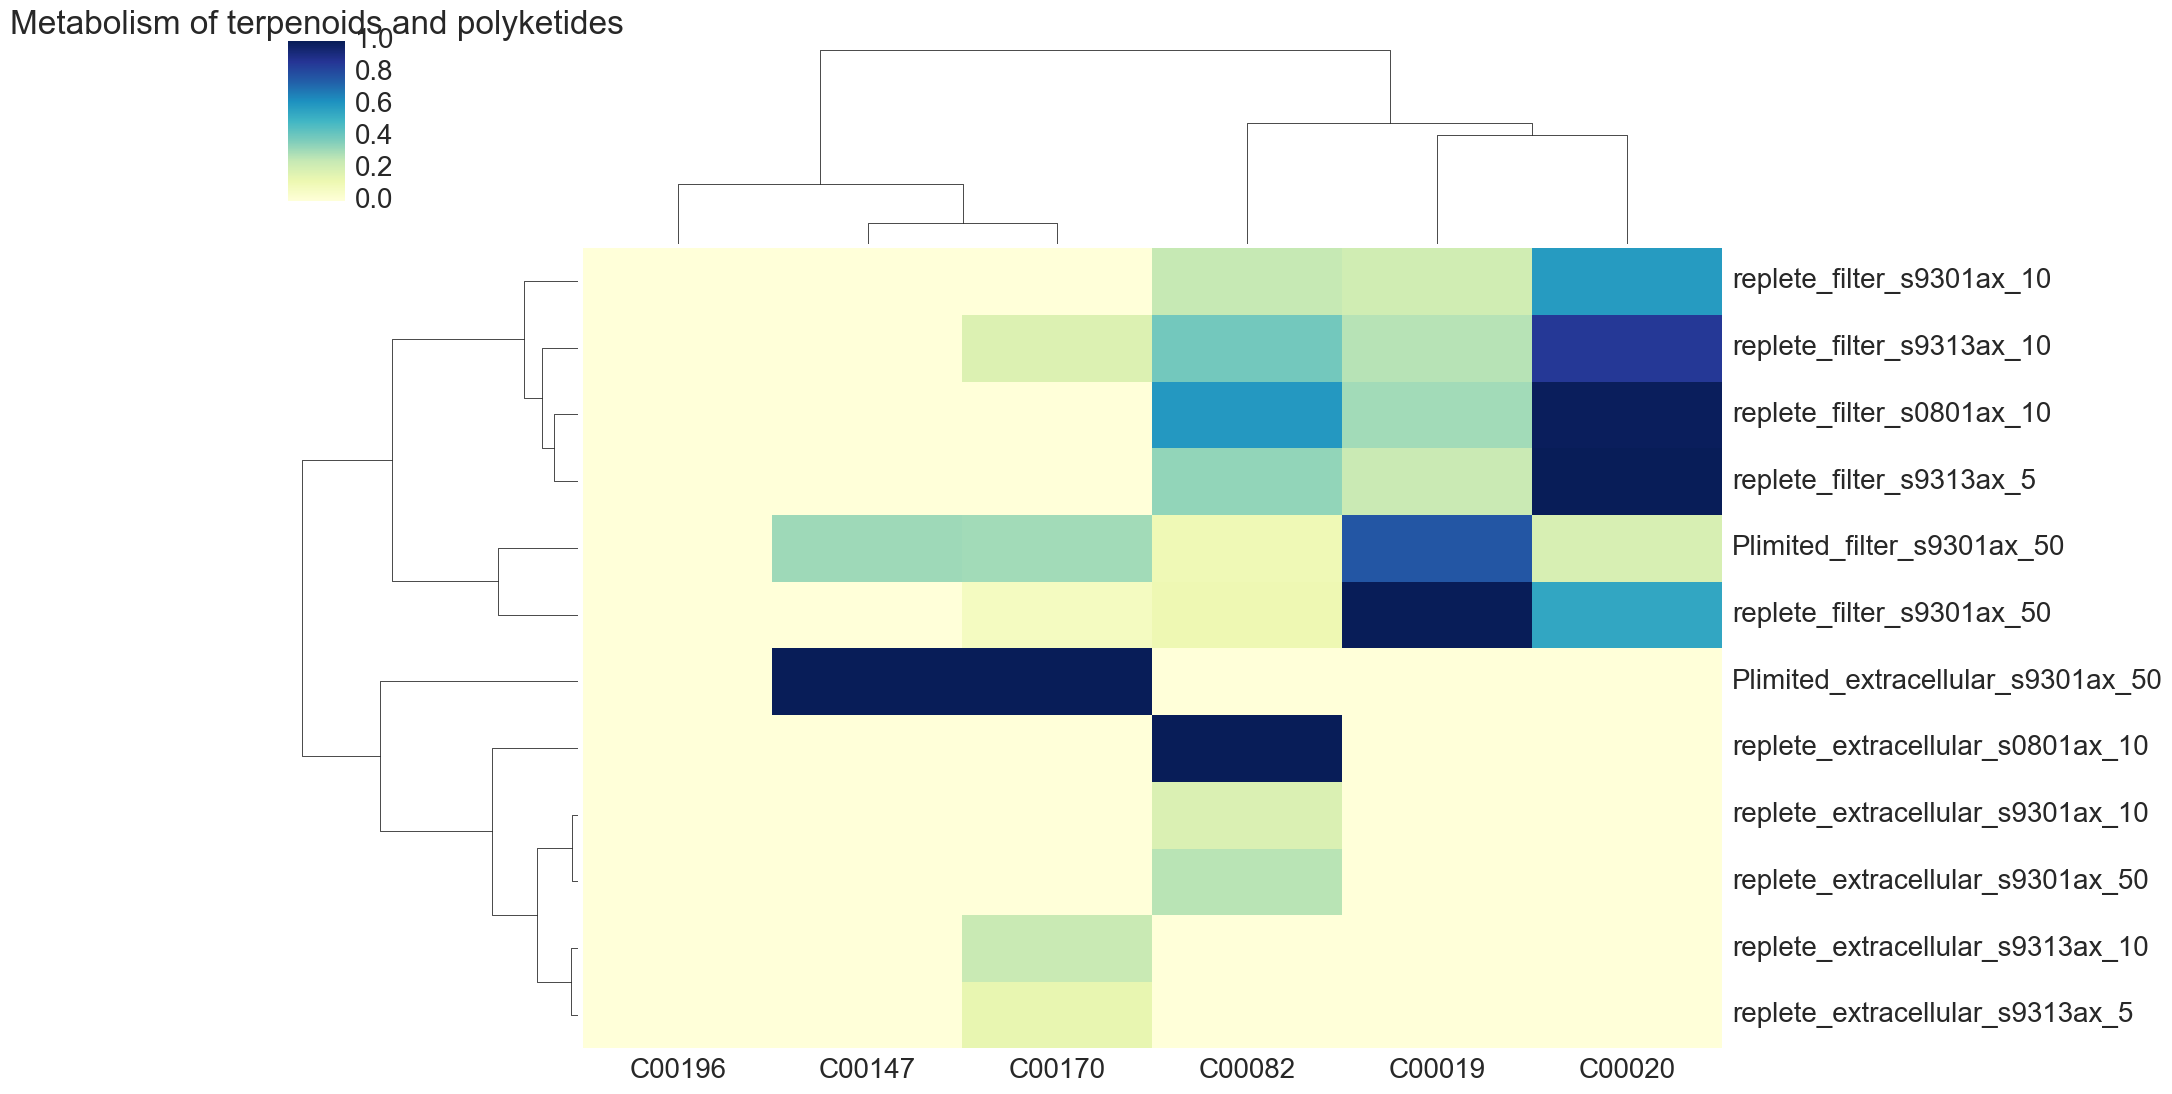 Metabolism of terpenoids and polyketides
1.0
0.8
0.6
0.4
0.2
0.0
replete_filter_s9301ax_10
replete_filter_s9313ax_10
replete_filter_s0801ax_10
replete_filter_s9313ax_5
Plimited_filter_s9301ax_50
replete_filter_s9301ax_50
Plimited_extracellular_s9301ax_50
replete_extracellular_s0801ax_10
replete_extracellular_s9301ax_10
replete_extracellular_s9301ax_50
replete_extracellular_s9313ax_10
replete_extracellular_s9313ax_5
C00196 C00147 C00170 C00082 C00019 C00020